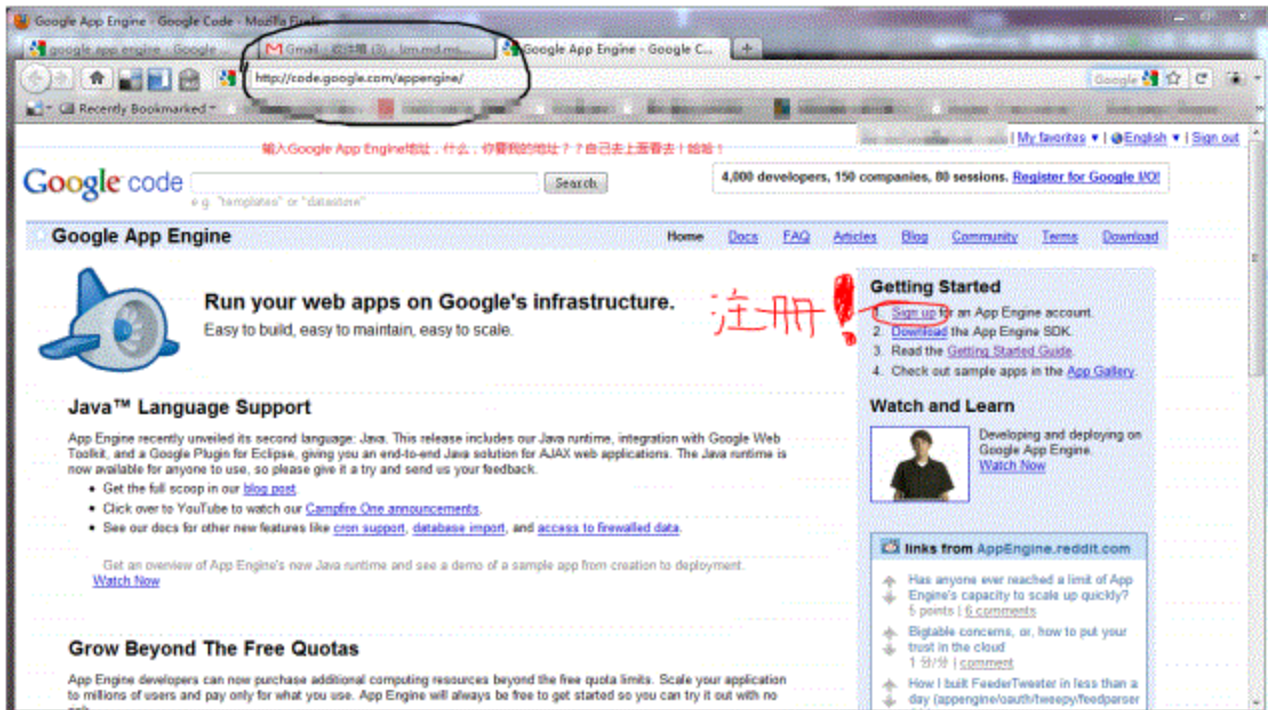 Google App Engine - Google Code - Mozilla Firefox
google app engine - Google ...
Gmail -
Google App Engine - Google C...
http://code.google.com/appengine/
Google
Recently Bookmarked
My favorites ▼ | English ▼ | Sign out
输入Google App Engine地址，什么，你要我的地址？？自己去上面看去！哈哈！
Google code
Search
4,000 developers, 150 companies, 80 sessions. Register for Google I/O!
e.g. "templates" or "datastore"
Google App Engine
Home Docs FAQ Articles Blog Community Terms Download
Run your web apps on Google's infrastructure.
Easy to build, easy to maintain, easy to scale.
注册！
Getting Started
1. Sign up for an App Engine account.
2. Download the App Engine SDK.
3. Read the Getting Started Guide.
4. Check out sample apps in the App Gallery.
Java™ Language Support
App Engine recently unveiled its second language: Java. This release includes our Java runtime, integration with Google Web
Toolkit, and a Google Plugin for Eclipse, giving you an end-to-end Java solution for AJAX web applications. The Java runtime is
now available for anyone to use, so please give it a try and send us your feedback.
• Get the full scoop in our blog post.
• Click over to YouTube to watch our Campfire One announcements.
• See our docs for other new features like cron support, database import, and access to firewalled data.
Get an overview of App Engine's new Java runtime and see a demo of a sample app from creation to deployment.
Watch Now
Watch and Learn
Developing and deploying on
Google App Engine.
Watch Now
links from AppEngine.reddit.com
Has anyone ever reached a limit of App
Engine's capacity to scale up quickly?
5 points | 6 comments
Bigtable concerns, or, how to put your
trust in the cloud
1 분/分 | comment
How I built FeederTweeter in less than a
day (appengine/oauth/tweepy/feedparser
Grow Beyond The Free Quotas
App Engine developers can now purchase additional computing resources beyond the free quota limits. Scale your application
to millions of users and pay only for what you use. App Engine will always be free to get started so you can try it out with no